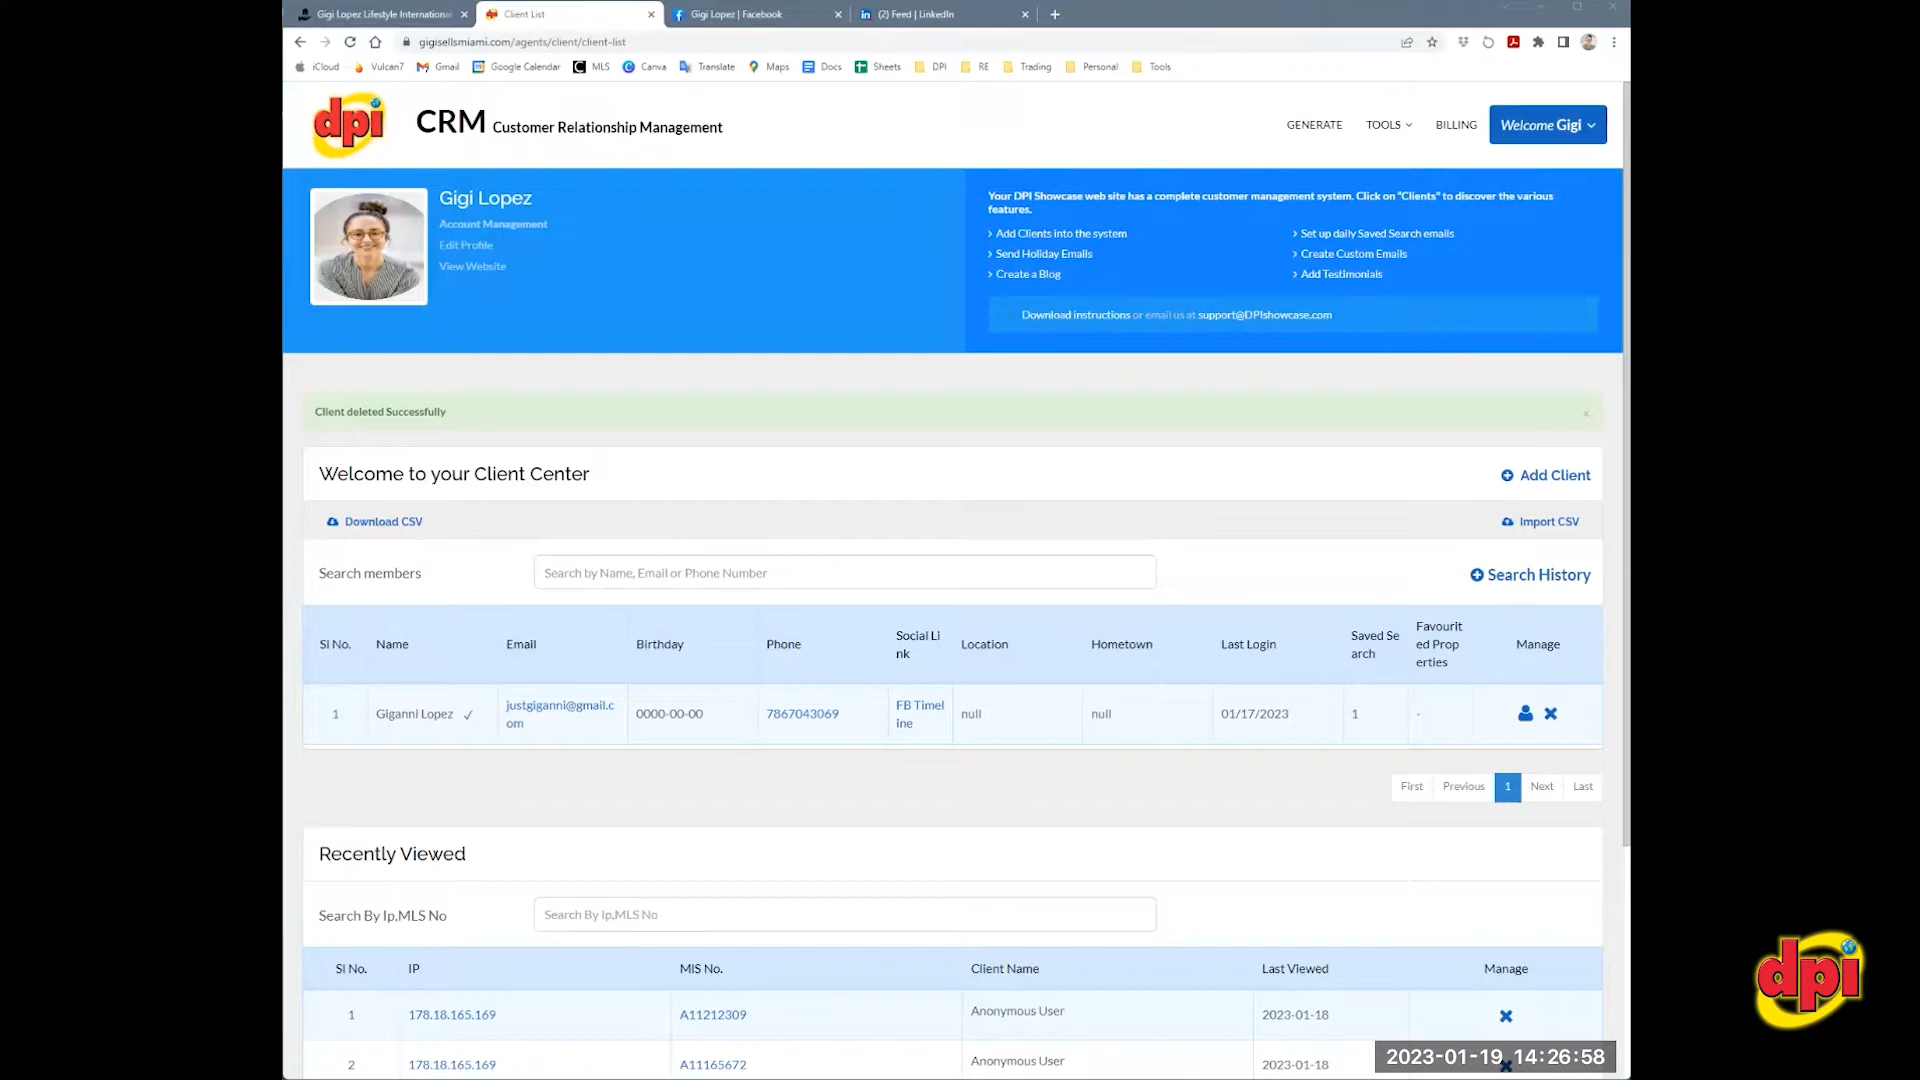 Gigi Lopez Lifestyle International
Client List
Gigi Lopez | Facebook
(2) Feed | LinkedIn
gigisellsmiami.com/agents/client/client-list
iCloud
Vulcan7
Gmail
Google Calendar
MLS
Canva
Translate
Maps
Docs
Sheets
DPI
RE
Trading
Personal
Tools
dpi
CRM Customer Relationship Management
GENERATE
TOOLS
BILLING
Welcome Gigi
Gigi Lopez
Account Management
Edit Profile
View Website
Your DPI Showcase web site has a complete customer management system. Click on "Clients" to discover the various
features.
Add Clients into the system
Set up daily Saved Search emails
Send Holiday Emails
Create Custom Emails
Create a Blog
Add Testimonials
Download instructions or email us at support@DPIshowcase.com
Client deleted Successfully
Welcome to your Client Center
Add Client
Download CSV
Import CSV
Search members
Search by Name, Email or Phone Number
Search History
Sl No.
Name
Email
Birthday
Phone
Social Li
nk
Location
Hometown
Last Login
Saved Se
arch
Favourit
ed Prop
erties
Manage
1
Giganni Lopez ✓
justgiganni@gmail.c
om
0000-00-00
7867043069
FB Timel
ine
null
null
01/17/2023
1
-
First
Previous
1
Next
Last
Recently Viewed
Search By Ip,MLS No
Search By Ip,MLS No
Sl No.
IP
MlS No.
Client Name
Last Viewed
Manage
1
178.18.165.169
A11212309
Anonymous User
2023-01-18
2
178.18.165.169
A11165672
Anonymous User
2023-01-18
2023-01-19 14:26:58
dpi